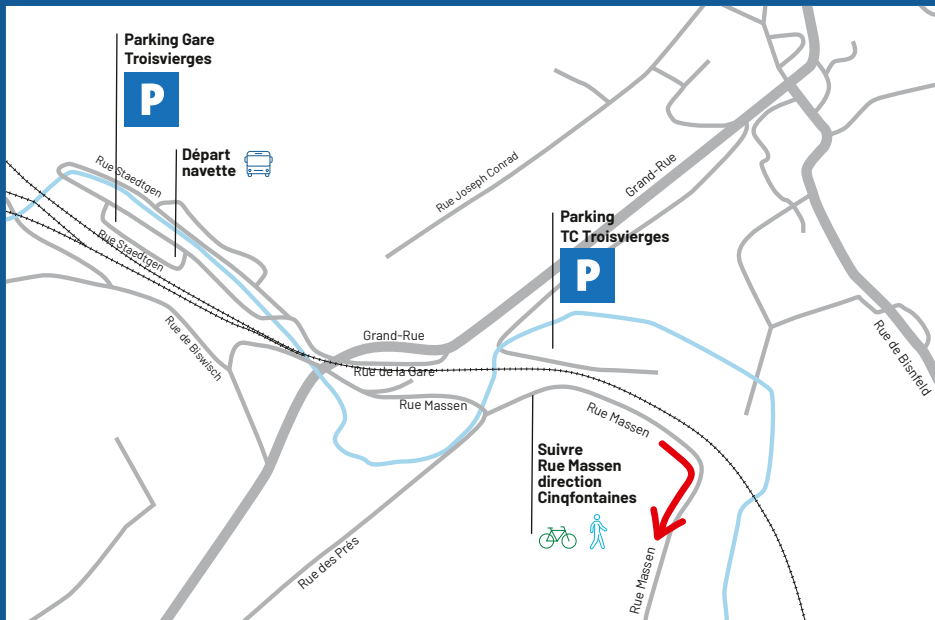 Parking Gare
Troisvierges
P
Départ
navette
Rue Staedtgen
Rue Staedtgen
Rue de Biswisch
Rue Joseph Conrad
Grand-Rue
Parking
TC Troisvierges
P
Grand-Rue
Rue de la Gare
Rue Massen
Rue Massen
Rue de Bisnfeld
Suivre
Rue Massen
direction
Cinqfontaines
Rue des Prés
Rue Massen